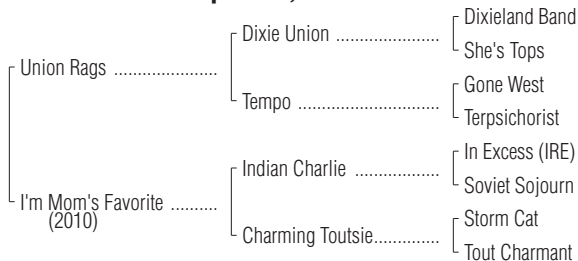 Dixieland Band
Dixie Union ....................
She's Tops
Union Rags .....................
Gone West
Tempo ............................
Terpsichorist
In Excess (IRE)
Indian Charlie ................
Soviet Sojourn
I'm Mom's Favorite ..........
(2010)
Storm Cat
Charming Toutsie.............
Tout Charmant